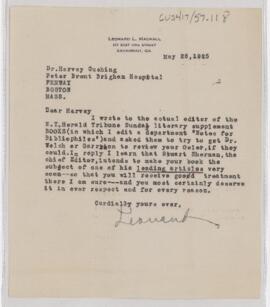 CUS417/57.118
LEONARD L. MACKALL
SAVANNAH, GA.
May 28, 1925
Dr.Harvey Cushing
Peter Brent Brigham Hospital
FENWAY
BOSTON
MASS.
Dear Harvey
I wrote to the actual editor of the
N.Y.Herald Tribune Sunday literary supplement
BOOKS(in which I edit a department "Notes for
Bibliophiles")and asked them to try to get Dr.
Welch or Garrison to review your Osler,if they
could.In reply I learn that Stuart Sherman,the
chief Editor,intends to make your book the
subject of one of his leading articles very
soon--so that you will receive good treatment
there I am sure---and you most certainly deserve
it in every respect and for every reason.
Cordially yours ever,
Leonard